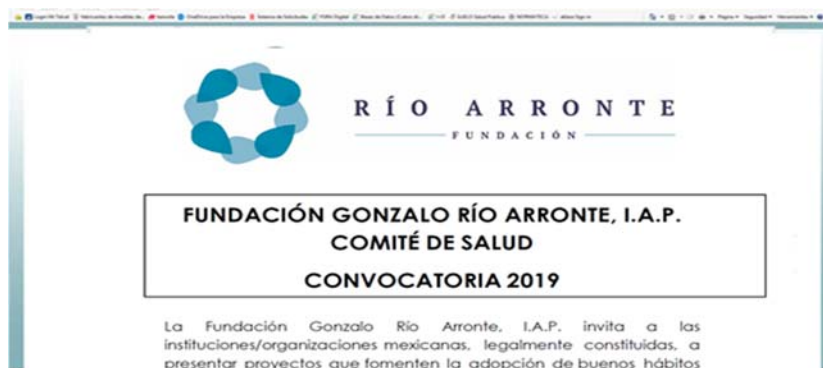 RÍO ARRONTE
FUNDACIÓN
FUNDACIÓN GONZALO RÍO ARRONTE, I.A.P.
COMITÉ DE SALUD
CONVOCATORIA 2019
La Fundación Gonzalo Río Arronte, I.A.P. invita a las
instituciones/organizaciones mexicanas, legalmente constituidas, a
presentar proyectos que fomenten la adopción de buenos hábitos